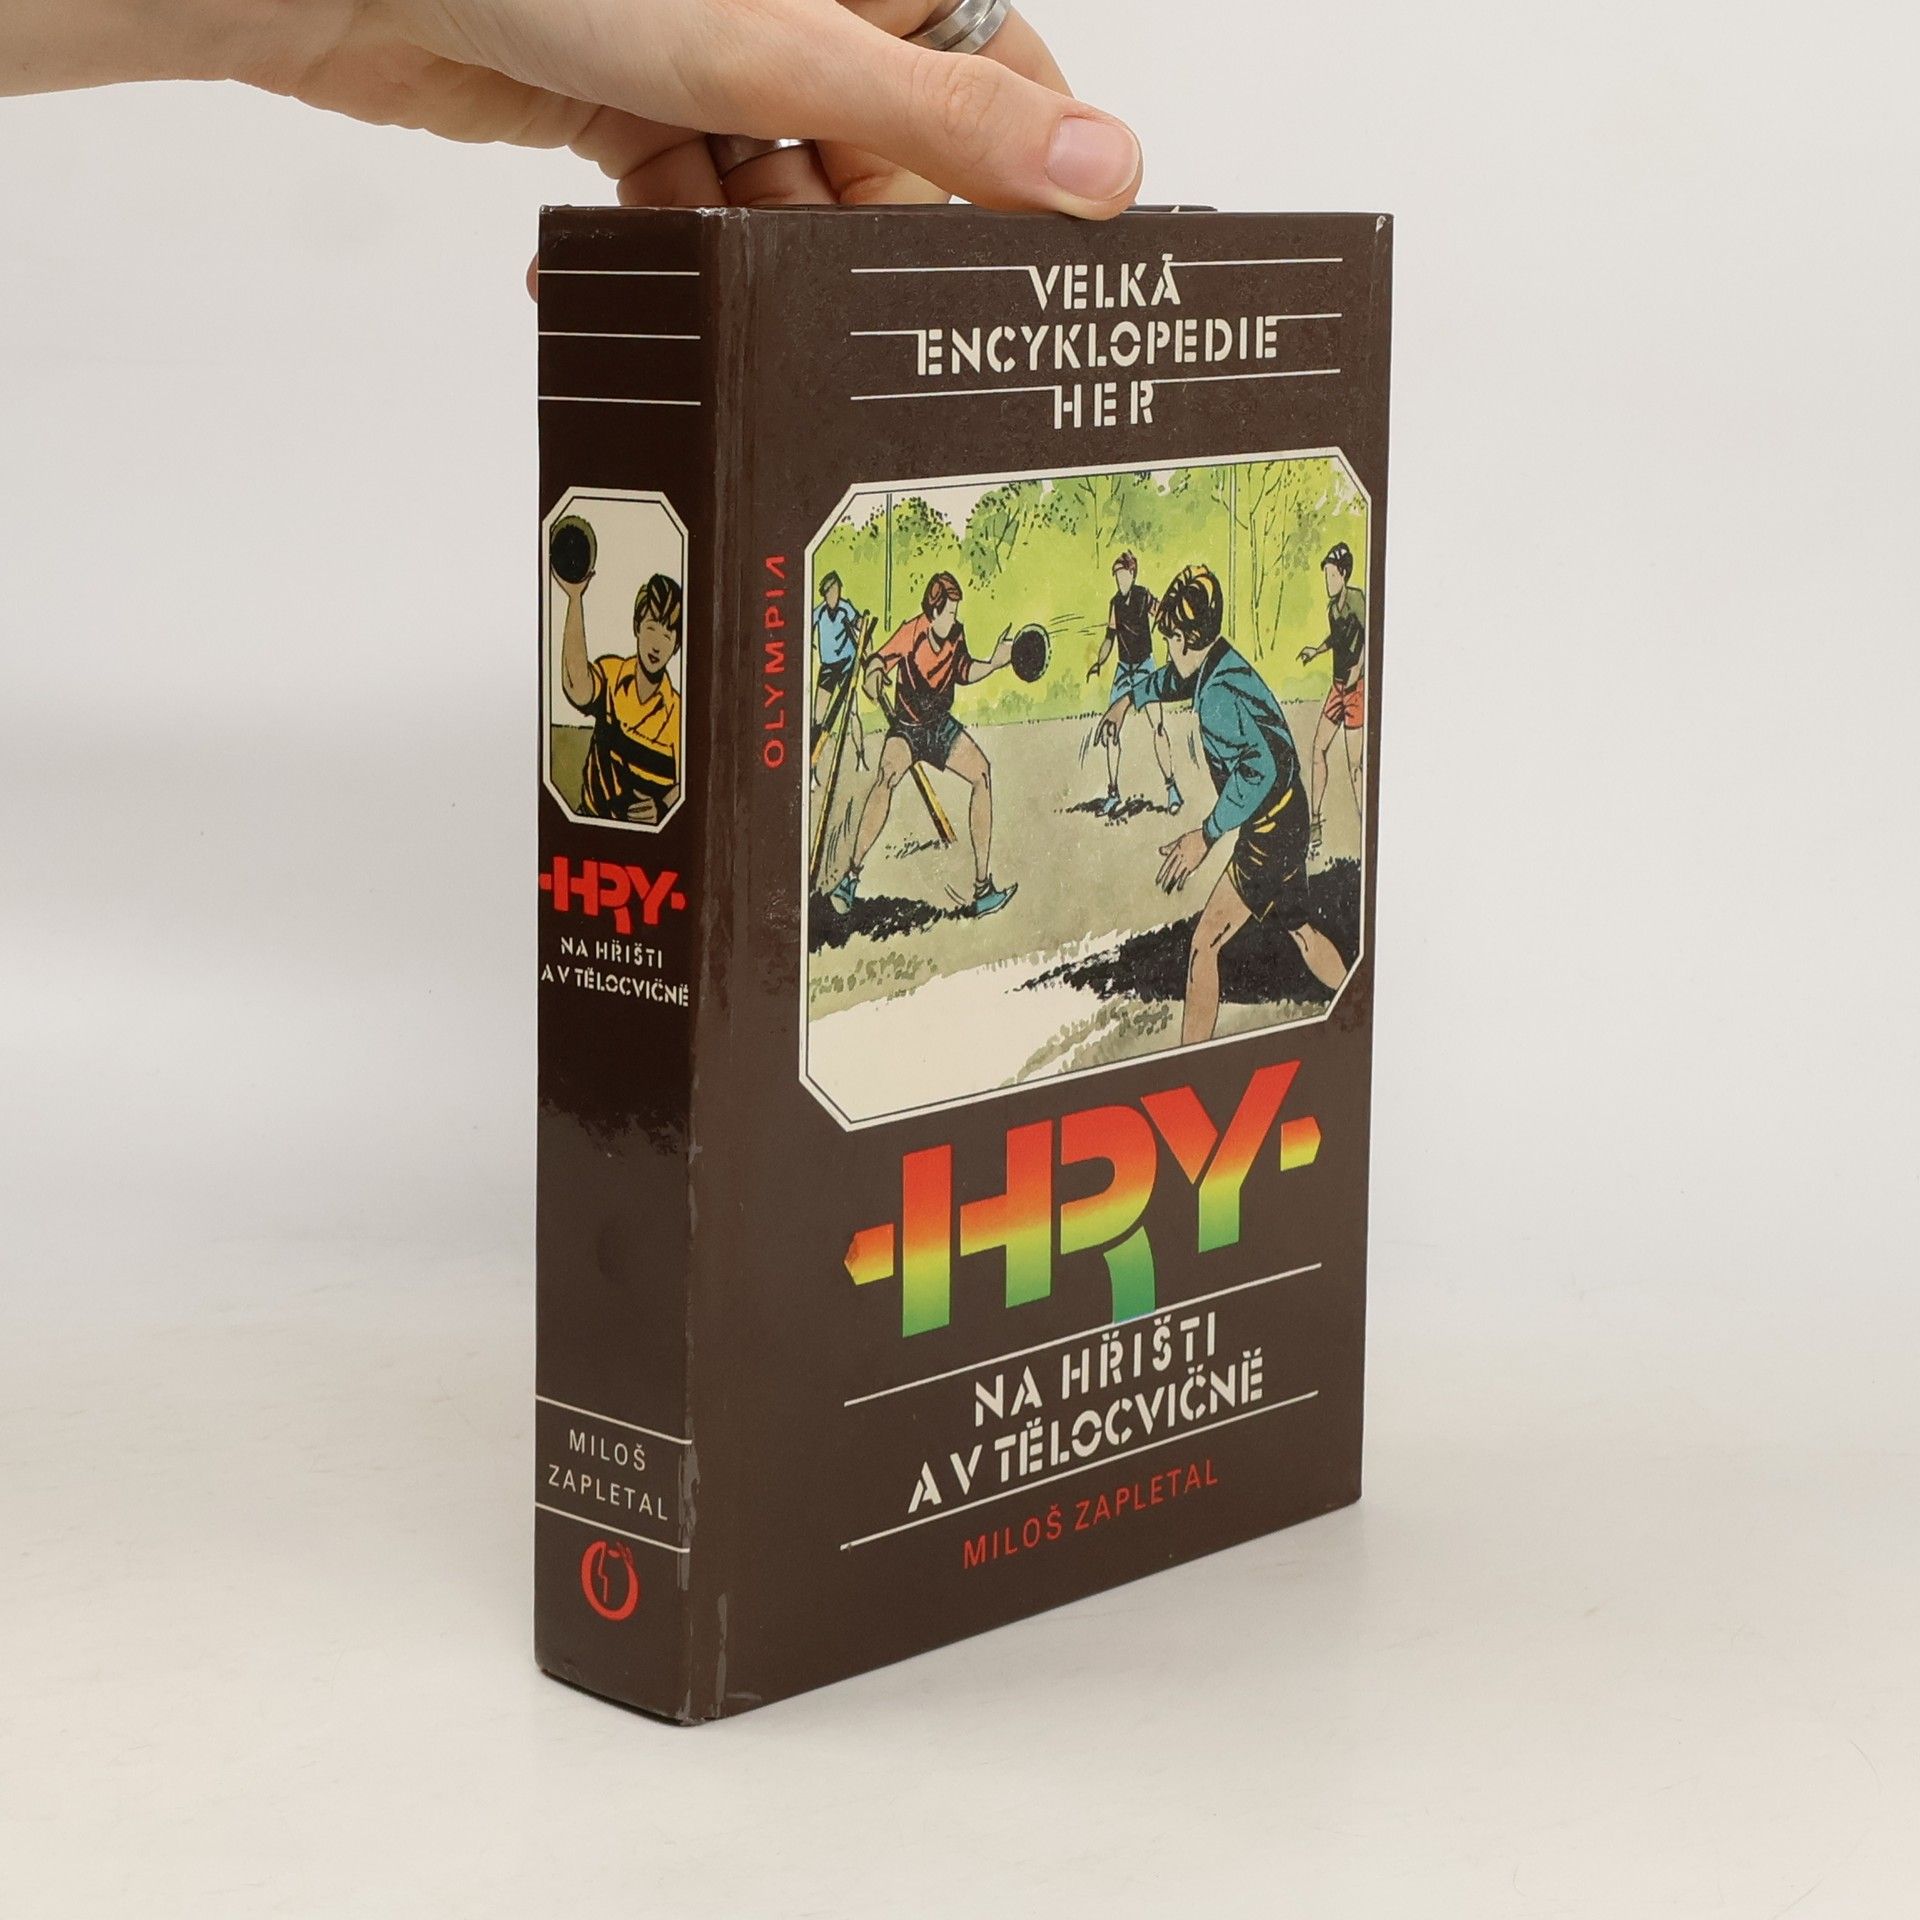 HRY
NA HŘIŠTI
A V TĚLOCVIČNĚ
MILOŠ
ZAPLETAL
OLYMPIA
VELKÁ
ENCYKLOPEDIE
HER
HRY
NA HŘIŠTI
A V TĚLOCVIČNĚ
MILOŠ ZAPLETAL